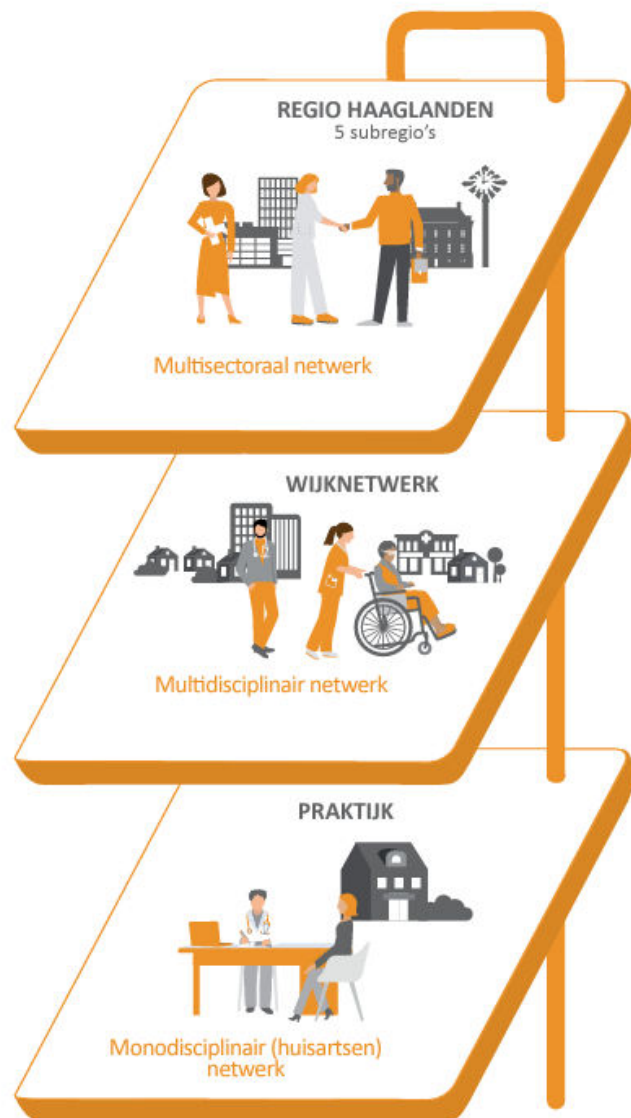 REGIO HAAGLANDEN
5 subregio's
Multisectoraal netwerk
WIJKNETWERK
Multidisciplinair netwerk
PRAKTIJK
Monodisciplinair (huisartsen)
netwerk